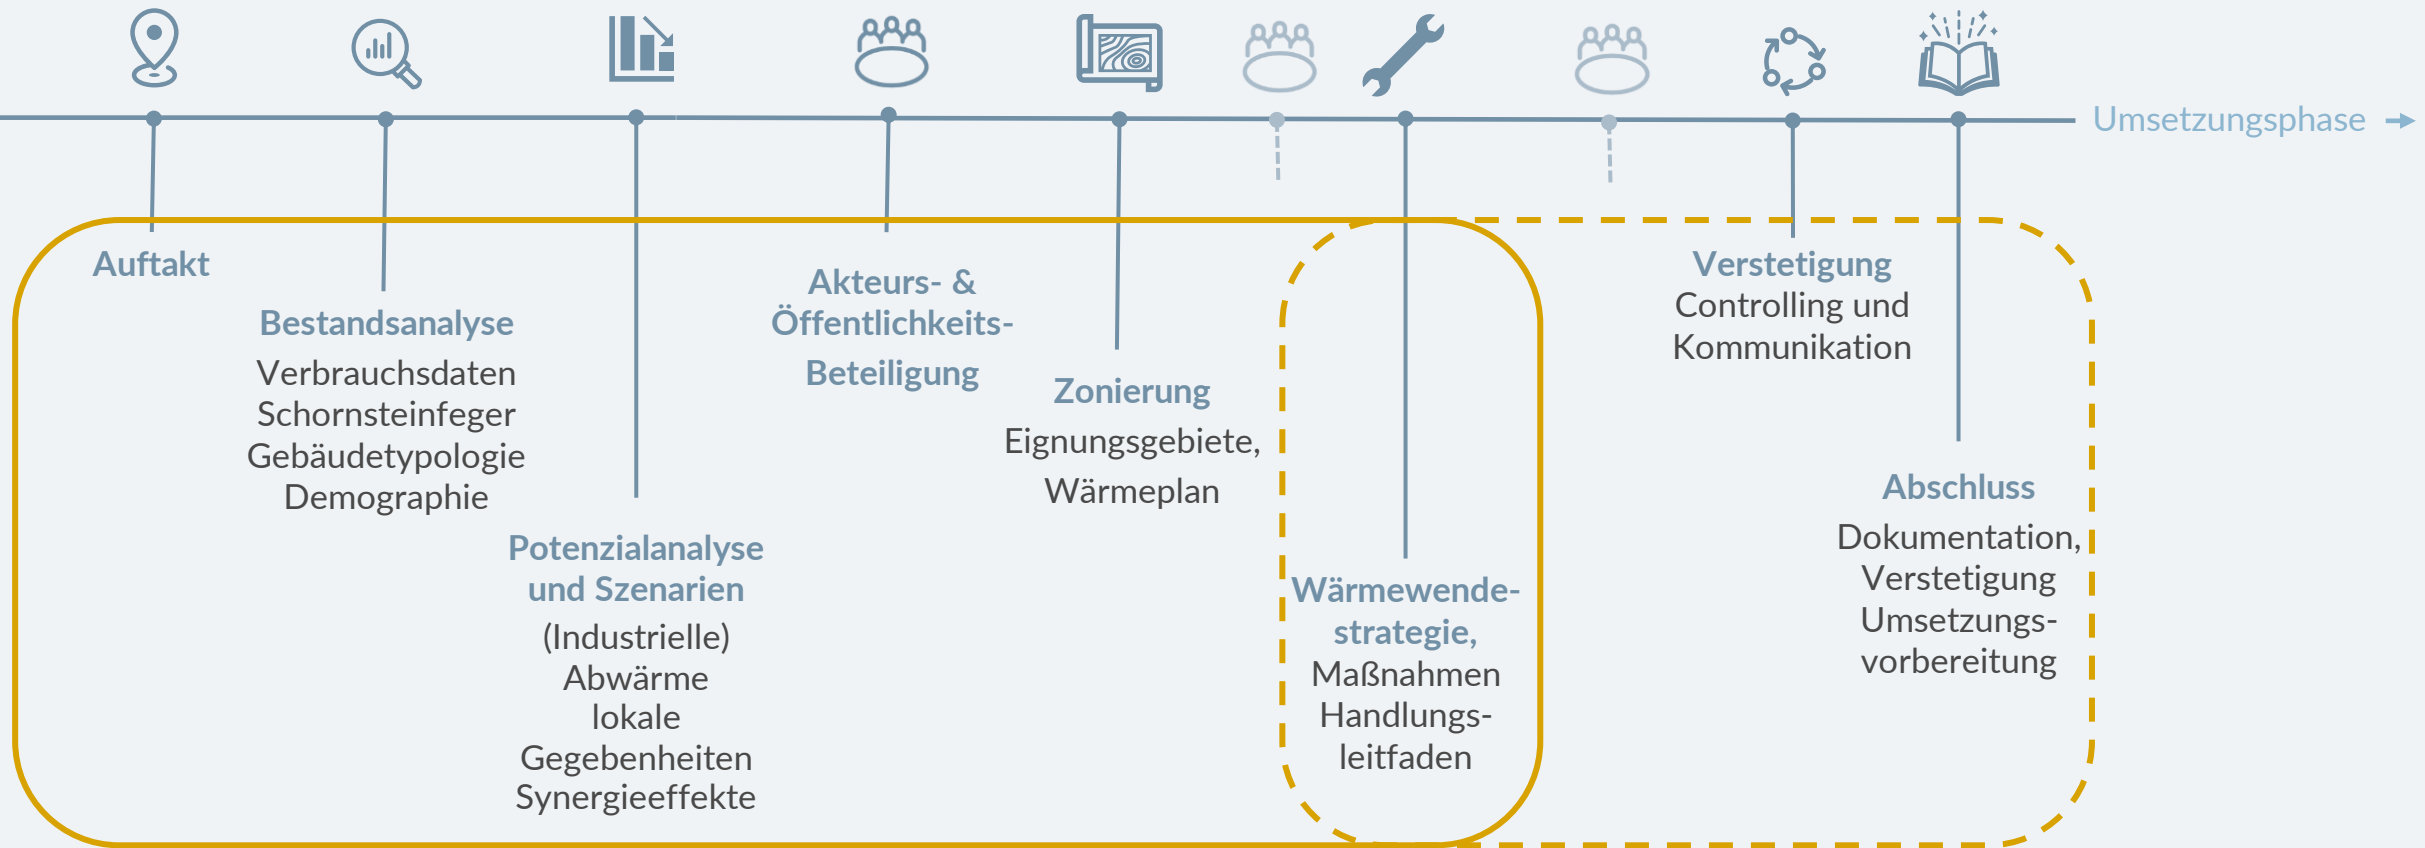 Umsetzungsphase
Auftakt
Bestandsanalyse
Verbrauchsdaten
Schornsteinfeger
Gebäudetypologie
Demographie
Potenzialanalyse
und Szenarien
(Industrielle)
Abwärme
lokale
Gegebenheiten
Synergieeffekte
Akteurs- &
Öffentlichkeits-
Beteiligung
Zonierung
Eignungsgebiete,
Wärmeplan
Wärmewende-
strategie,
Maßnahmen
Handlungs-
leitfaden
Verstetigung
Controlling und
Kommunikation
Abschluss
Dokumentation,
Verstetigung
Umsetzungs-
vorbereitung